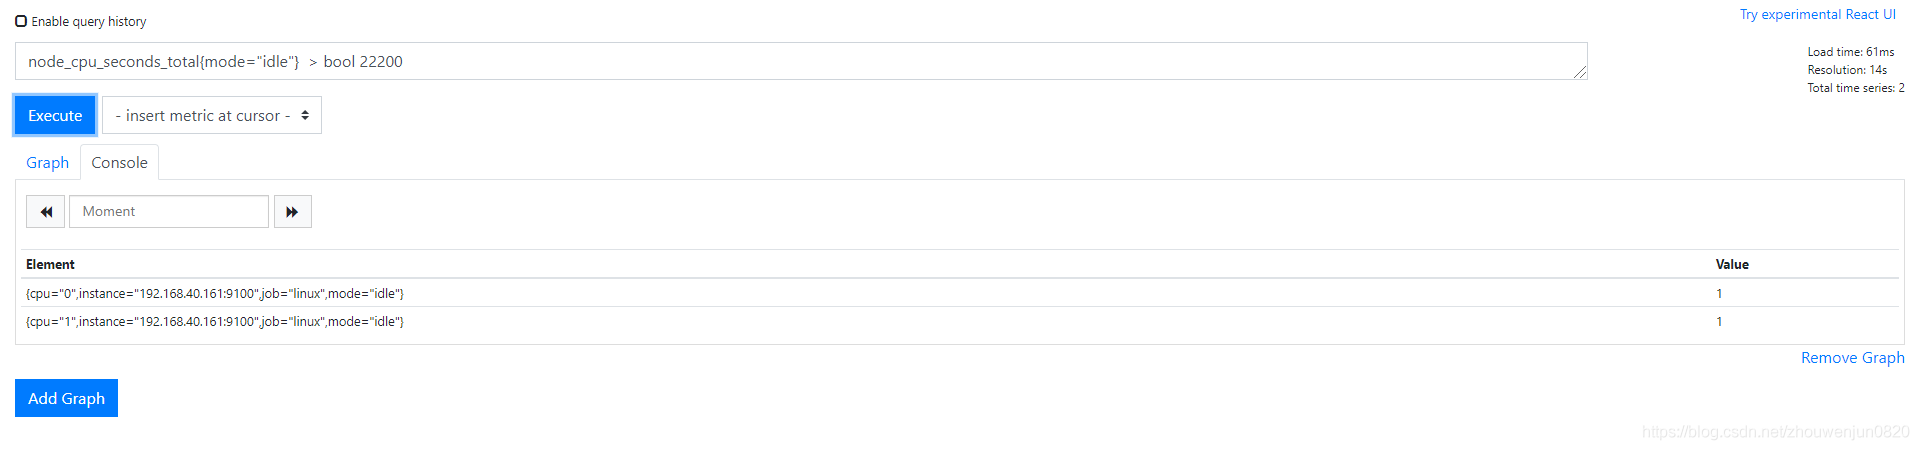 Enable query history
Try experimental React UI
node_cpu_seconds_total{mode="idle"} > bool 22200
Load time: 61ms
Resolution: 14s
Total time series: 2
Execute
- insert metric at cursor -
Graph
Console
Moment
Element Value
{cpu="0",instance="192.168.40.161:9100",job="linux",mode="idle"} 1
{cpu="1",instance="192.168.40.161:9100",job="linux",mode="idle"} 1
Remove Graph
Add Graph
https://blog.csdn.net/zhouwenjun0820